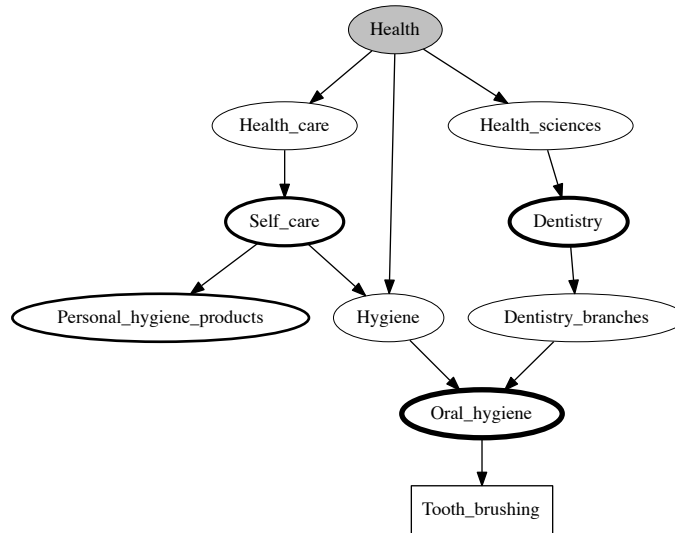 Health
Health_care
Health_sciences
Self_care
Dentistry
Personal_hygiene_products
Hygiene
Dentistry_branches
Oral_hygiene
Tooth_brushing